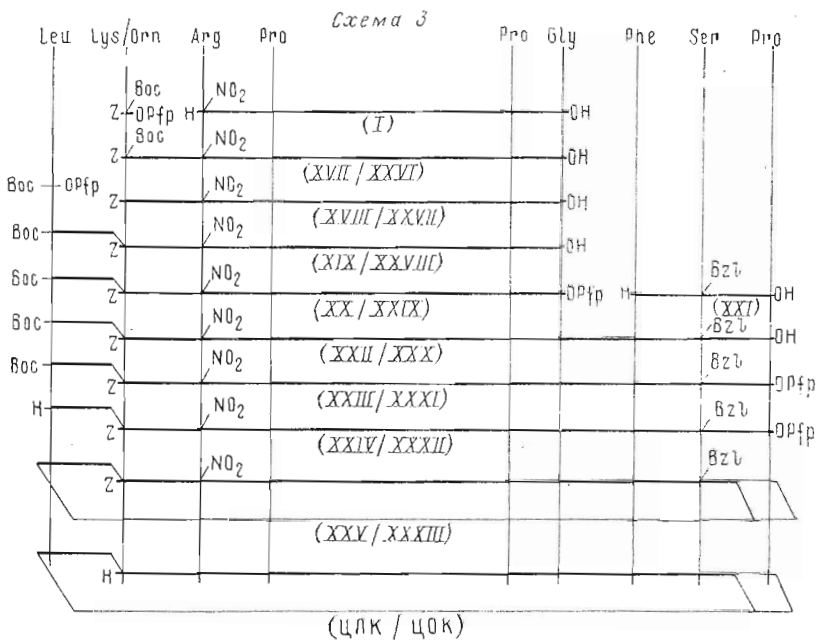 Схема 3
Leu Lys/Orn Arg Pro Pro Gly Phe Ser Pro
Boc
Z OPfp H NO2 OH
(I)
Boc
Z NO2 OH
(XVII/XXVI)
Boc OPfp
Z NO2 OH
(XVIII/XXVII)
Boc Z NO2 OH
(XIX/XXVIII)
Boc Z NO2 OPfp H Bzl OH
(XX/XXIX) (XXI)
Boc Z NO2 Bzl OH
(XXII/XXX)
Boc Z NO2 Bzl OPfp
(XXIII/XXXI)
H Z NO2 Bzl OPfp
(XXIV/XXXII)
Z NO2 Bzl
(XXV/XXXIII)
H
(ЦЛК/ЦОК)